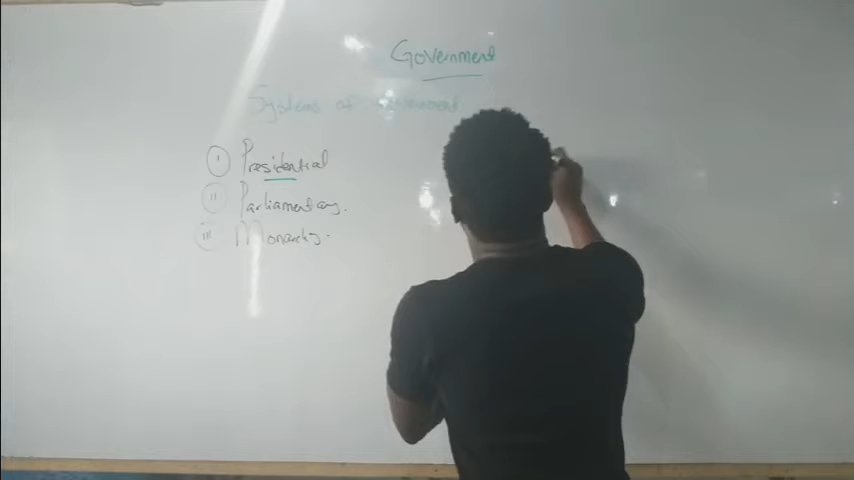 Government
Systems of Government
(i) Presidential
(ii) Parliamentary.
(iii) Monarchy.